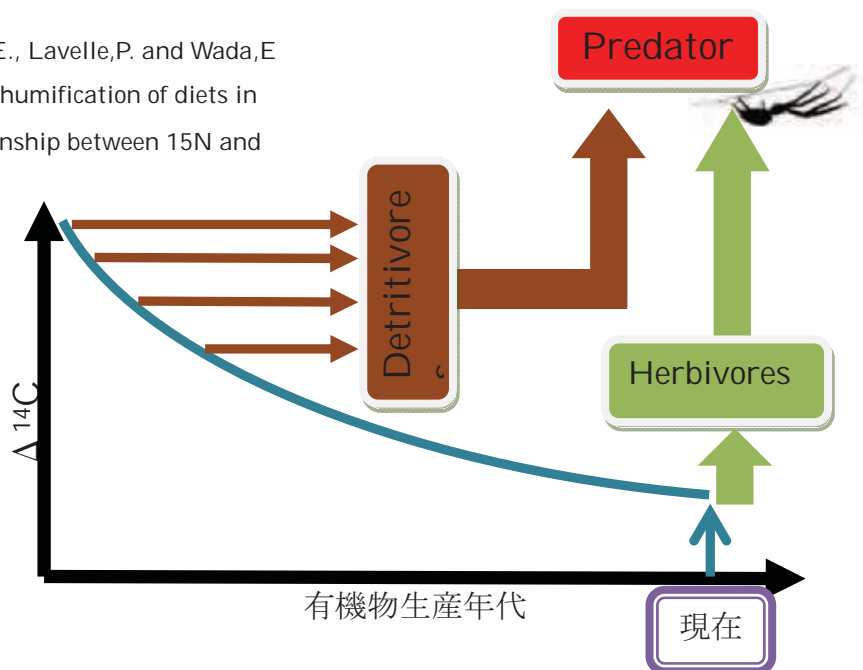 E., Lavelle,P. and Wada,E
humification of diets in
nship between 15N and
Predator
Detritivore
s
Herbivores
Δ 14C
有機物生産年代
現在